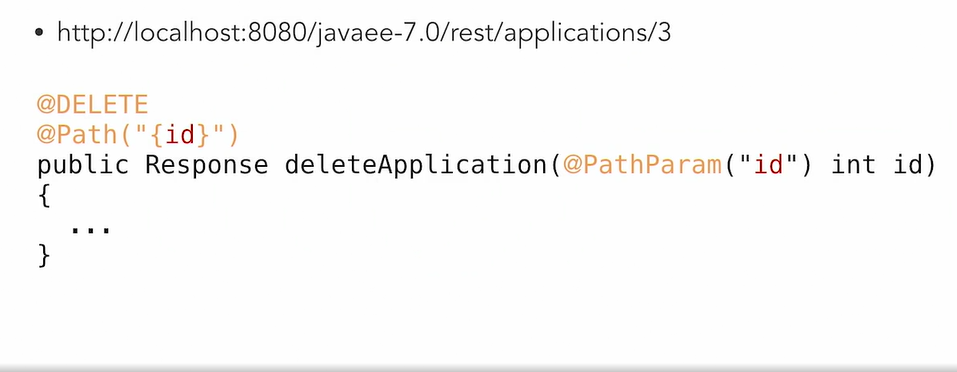 • http://localhost:8080/javaee-7.0/rest/applications/3
@DELETE
@Path("{id}")
public Response deleteApplication(@PathParam("id") int id)
{
...
}